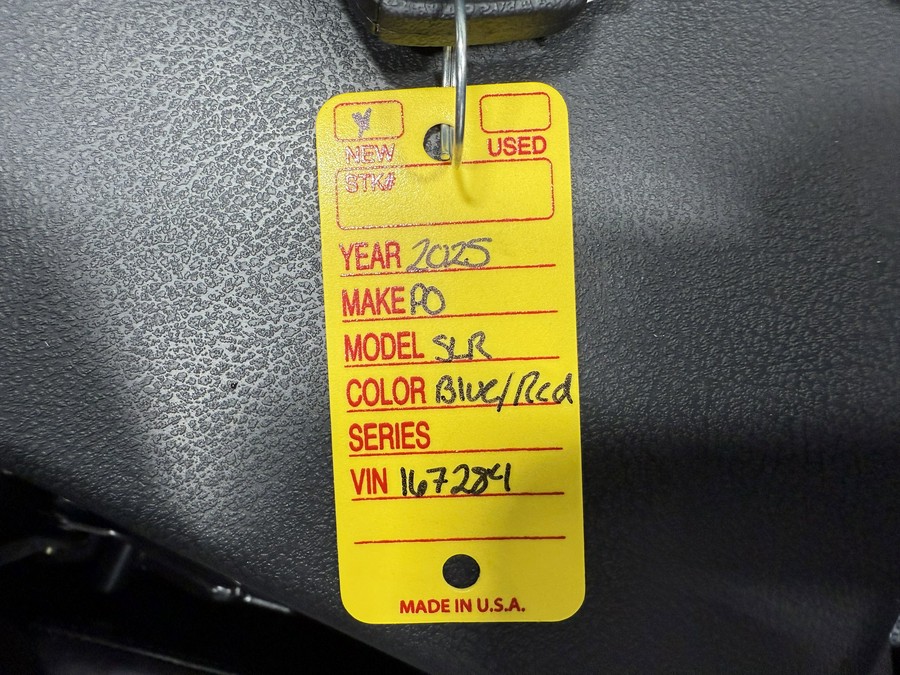 NEW
USED
STK#
YEAR 2025
MAKE PO
MODEL SLR
COLOR Blue/Red
SERIES
VIN 167284
MADE IN U.S.A.